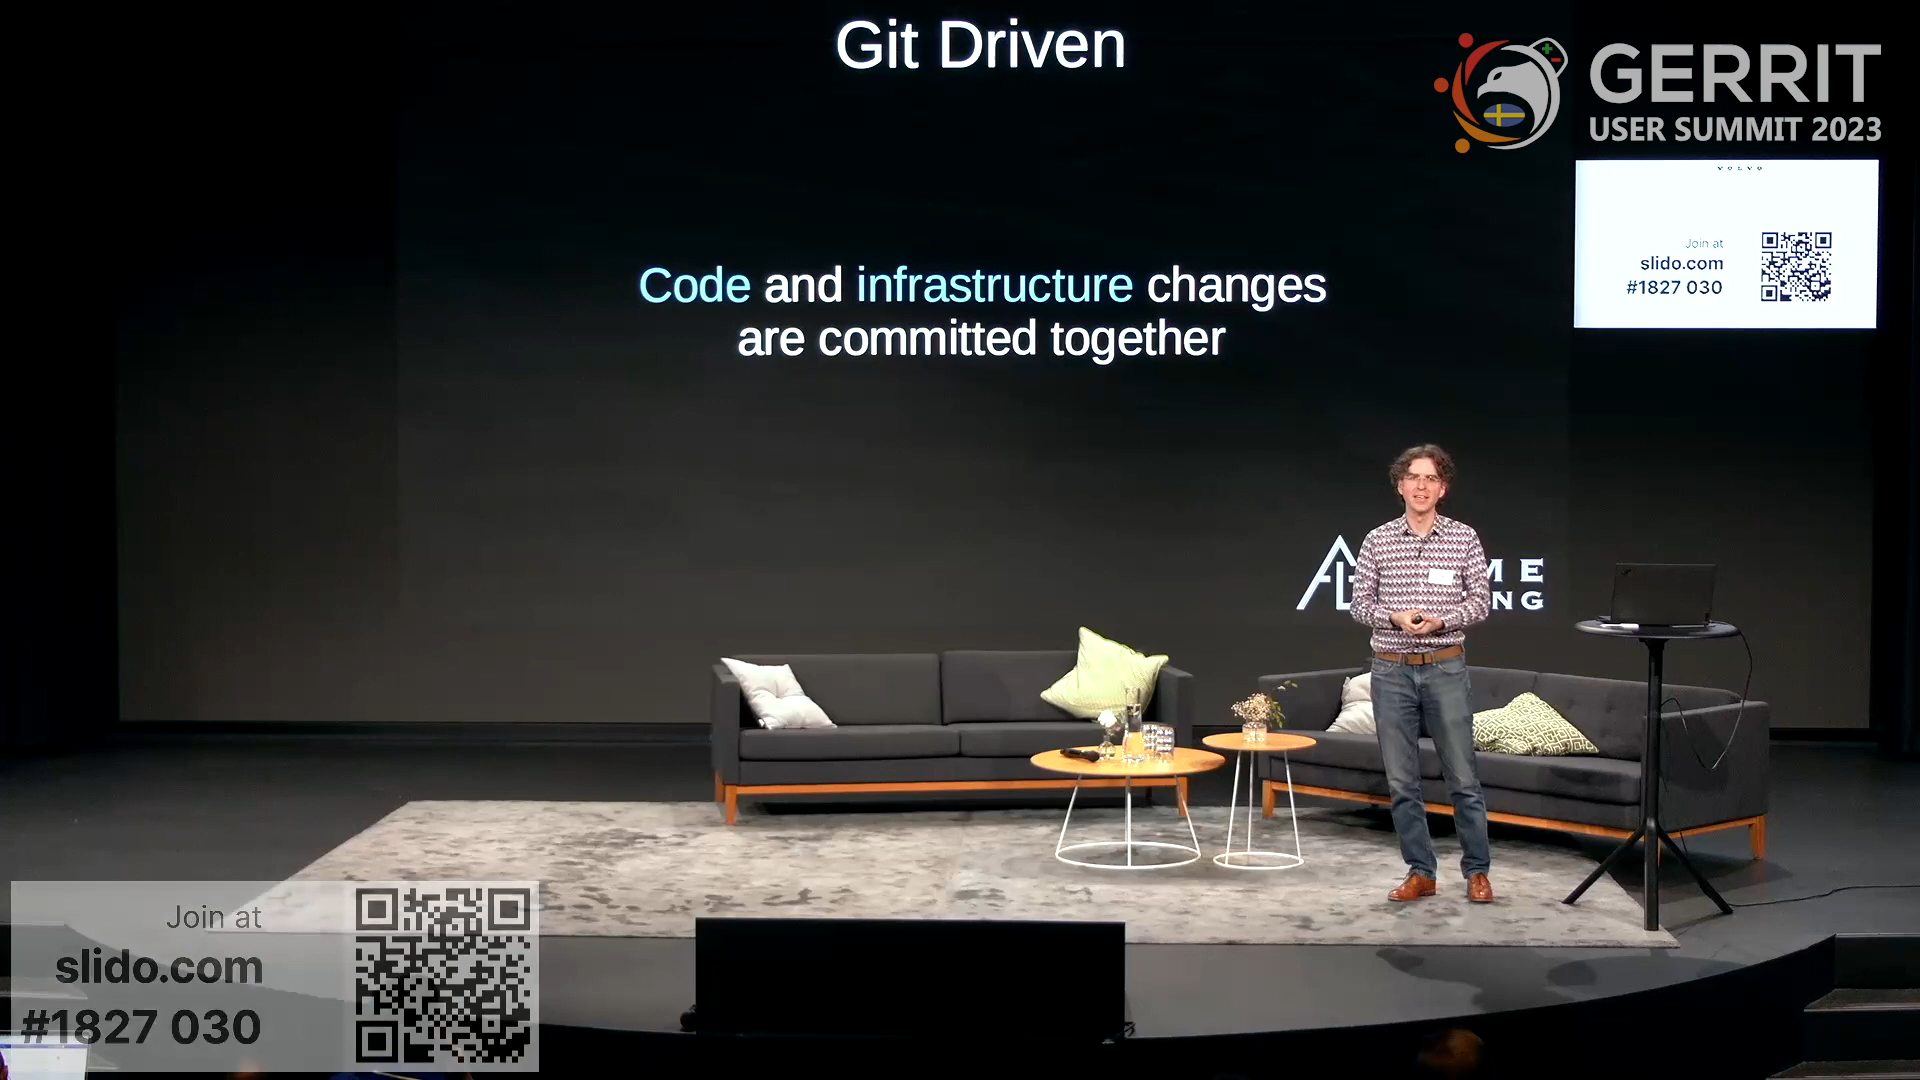 Git Driven
GERRIT
USER SUMMIT 2023
VOLVO
Join at
slido.com
#1827 030
Code and infrastructure changes
are committed together
Join at
slido.com
#1827 030